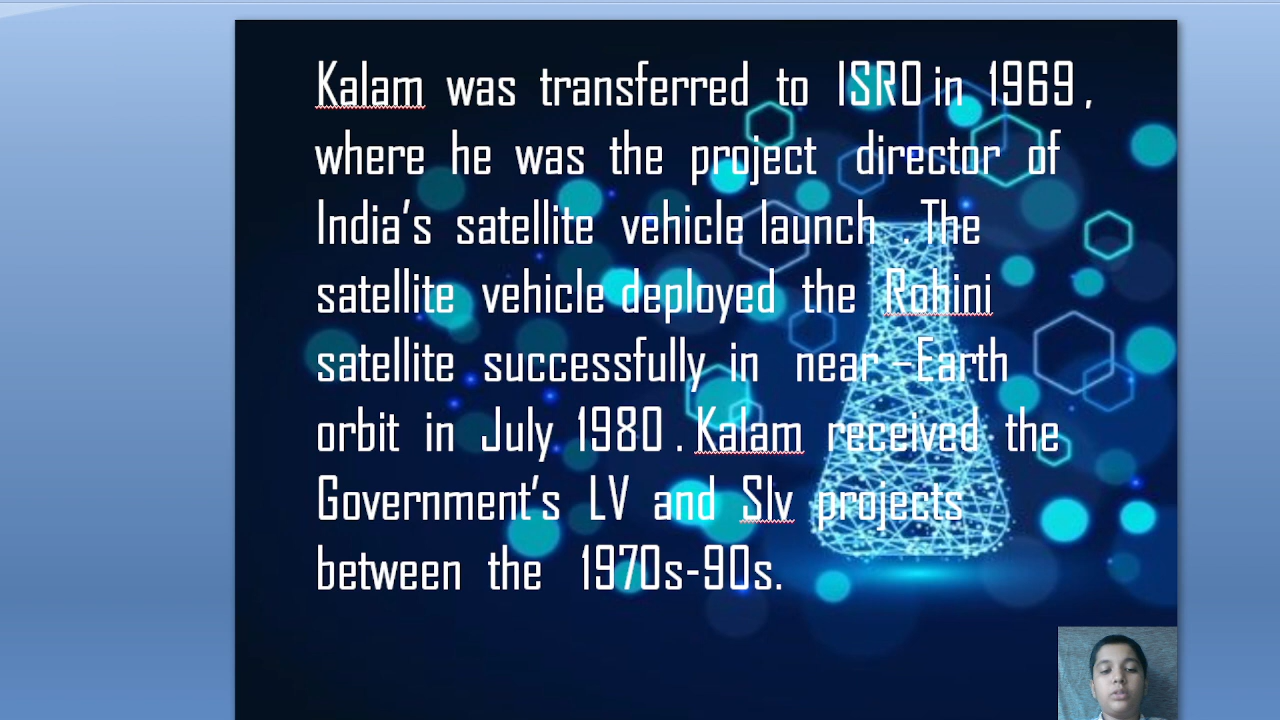 Kalam was transferred to ISRO in 1969 ,
where he was the project director of
India's satellite vehicle launch . The
satellite vehicle deployed the Rohini
satellite successfully in near –Earth
orbit in July 1980 . Kalam received the
Government's LV and Slv projects
between the 1970s-90s.